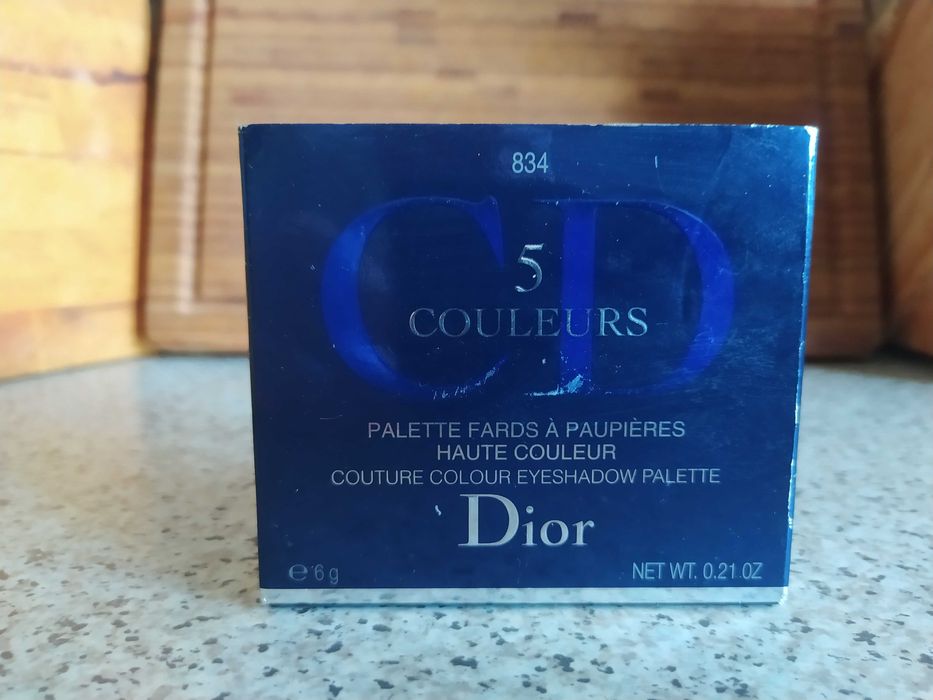 834
CD
5
COULEURS
PALETTE FARDS À PAUPIÈRES
HAUTE COULEUR
COUTURE COLOUR EYESHADOW PALETTE
Dior
℮ 6 g
NET WT. 0.21 OZ